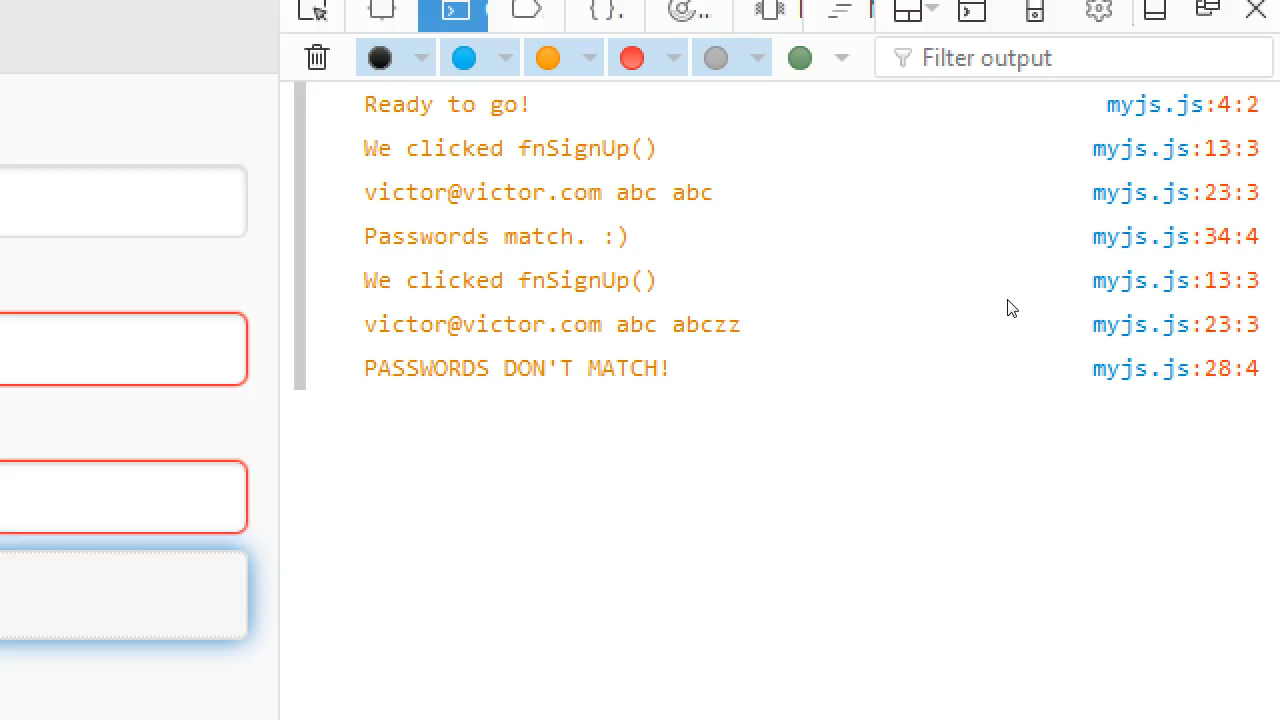 Filter output
Ready to go! myjs.js:4:2
We clicked fnSignUp() myjs.js:13:3
victor@victor.com abc abc myjs.js:23:3
Passwords match. :) myjs.js:34:4
We clicked fnSignUp() myjs.js:13:3
victor@victor.com abc abczz myjs.js:23:3
PASSWORDS DON'T MATCH! myjs.js:28:4